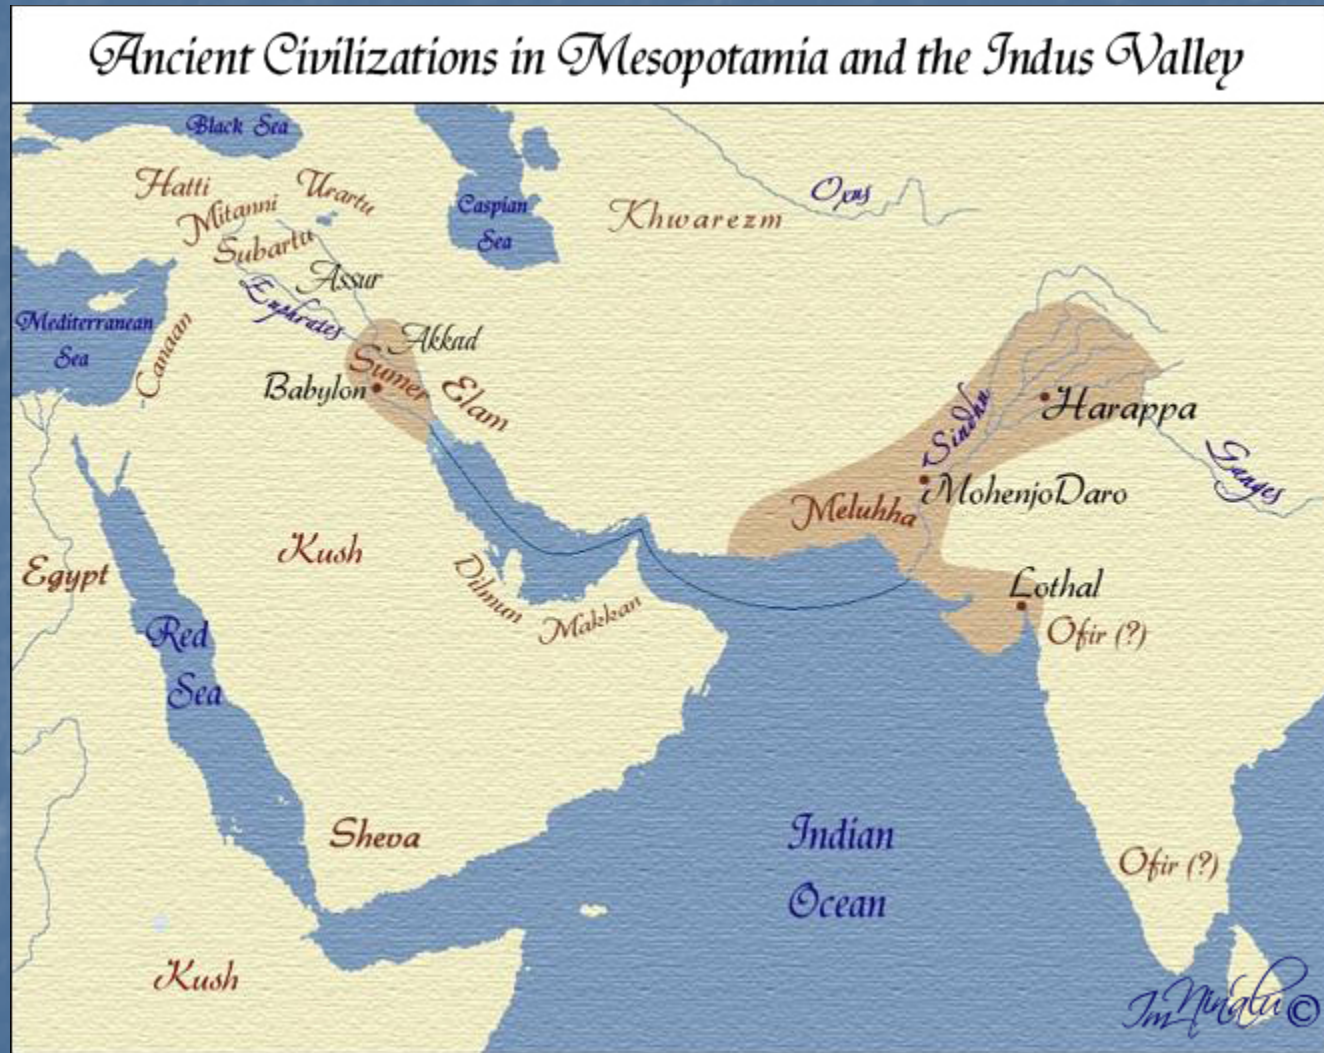 Ancient Civilizations in Mesopotamia and the Indus Valley
Black Sea
Hatti
Urartu
Mitanni
Subartu
Caspian
Sea
Oxus
Khwarezm
Assur
Euphrates
Mediterranean
Sea
Canaan
Akkad
Sumer
Babylon
Elam
Sindhu
Harappa
Ganges
Meluhha
MohenjoDaro
Kush
Egypt
Dilmun
Makkan
Lothal
Ofir (?)
Red
Sea
Sheva
Indian
Ocean
Ofir (?)
Kush
ImNinalu ©